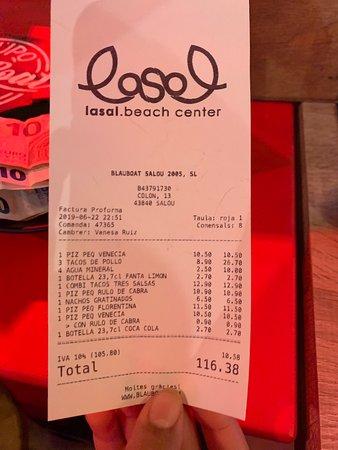 lasal
lasal.beach center
BLAUBOAT SALOU 2005, SL
B43791730
COLON, 13
43840 SALOU
Factura Proforma
2019-06-22 22:51 Taula: roja 1
Comanda: 47365 Comensals: 8
Cambrer: Vanesa Ruiz
1 PIZ PEQ VENECIA 10.50 10.50
3 TACOS DE POLLO 8.90 26.70
4 AGUA MINERAL 2.50 10.00
1 BOTELLA 23,7cl FANTA LIMON 2.70 2.70
1 COMBI TACOS TRES SALSAS 12.90 12.90
1 PIZ PEQ RULO DE CABRA 10.90 10.90
1 NACHOS GRATINADOS 6.50 6.50
1 PIZ PEQ FLORENTINA 11.50 11.50
1 PIZ PEQ VENECIA 10.50 10.50
> CON RULO DE CABRA 0.90 0.90
1 BOTELLA 23,7cl COCA COLA 2.70 2.70
IVA 10% (105.80) 10.58
Total 116.38
Moltes gràcies!
WWW.BLAUBO
10
10